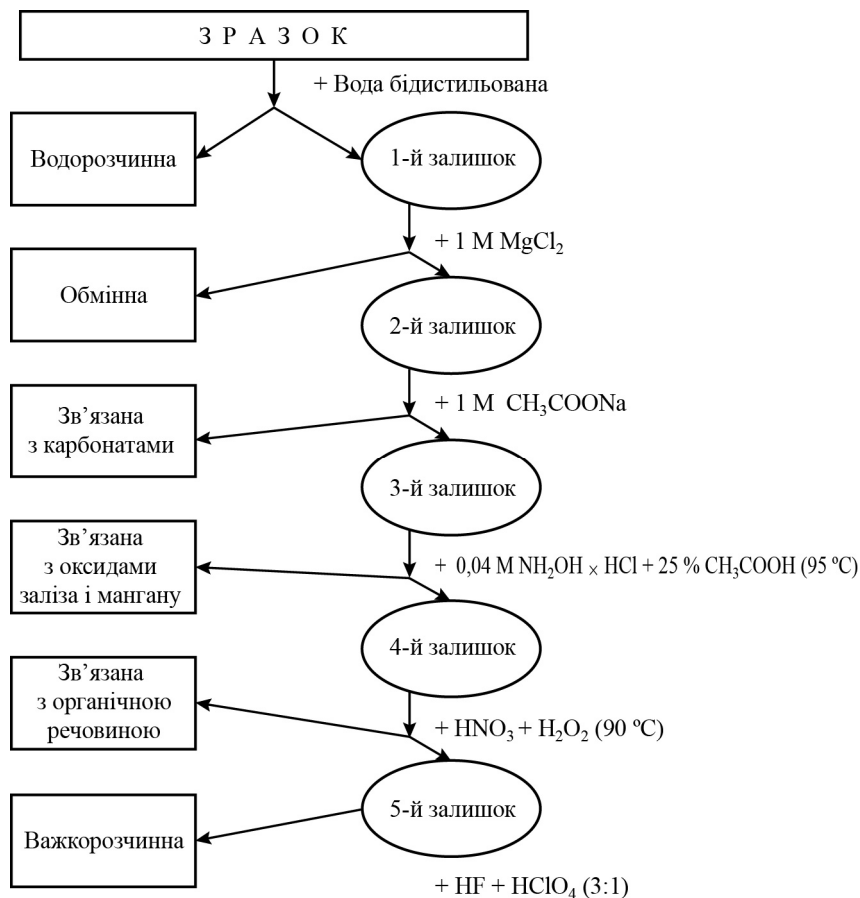 З Р А З О К
+ Вода бідистильована
Водорозчинна
1-й залишок
+ 1 М MgCl₂
Обмінна
2-й залишок
+ 1 М CH₃COONa
Зв’язана
з карбонатами
3-й залишок
Зв’язана
з оксидами
заліза і мангану
+ 0,04 М NH₂OH × HCl + 25 % CH₃COOH (95 ºC)
4-й залишок
Зв’язана
з органічною
речовиною
+ HNO₃ + H₂O₂ (90 ºC)
5-й залишок
Важкорозчинна
+ HF + HClO₄ (3:1)